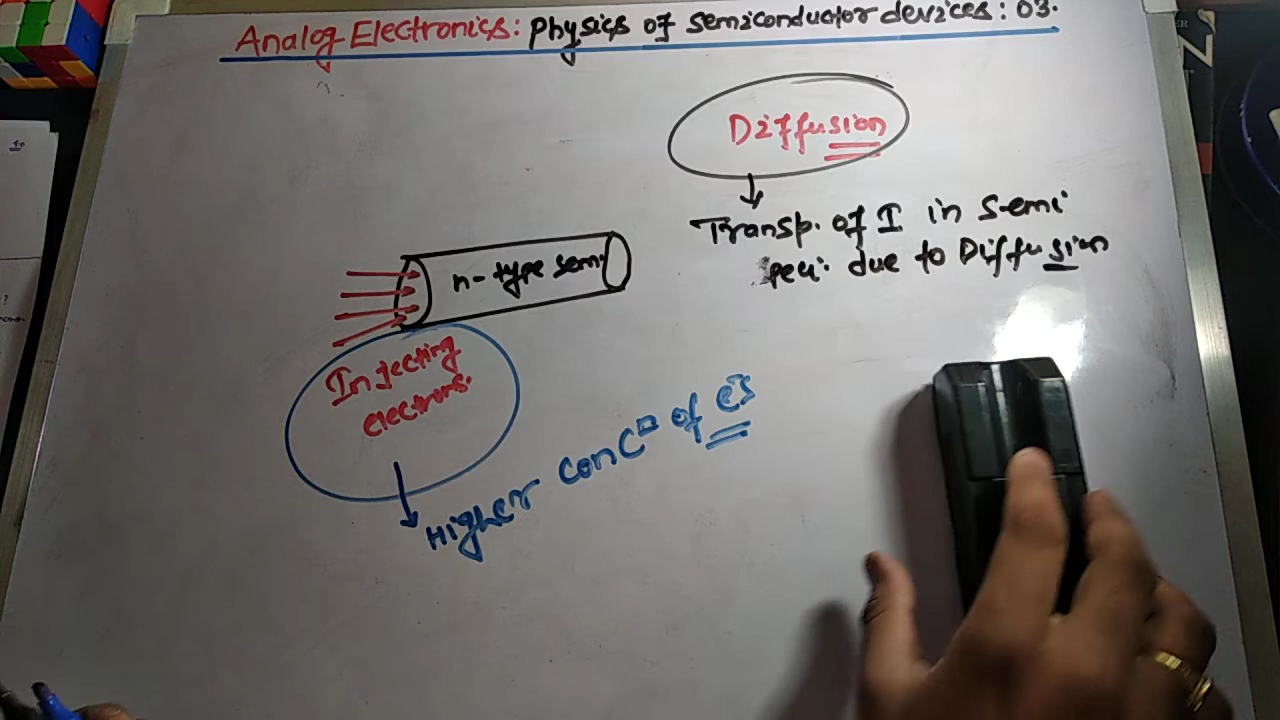 Analog Electronics: Physics of semiconductor devices: 03.
Diffusion
Transp. of I in semi
due to Diffusion
n-type semi
Injecting
electrons.
Higher conCⁿ of e⁻s